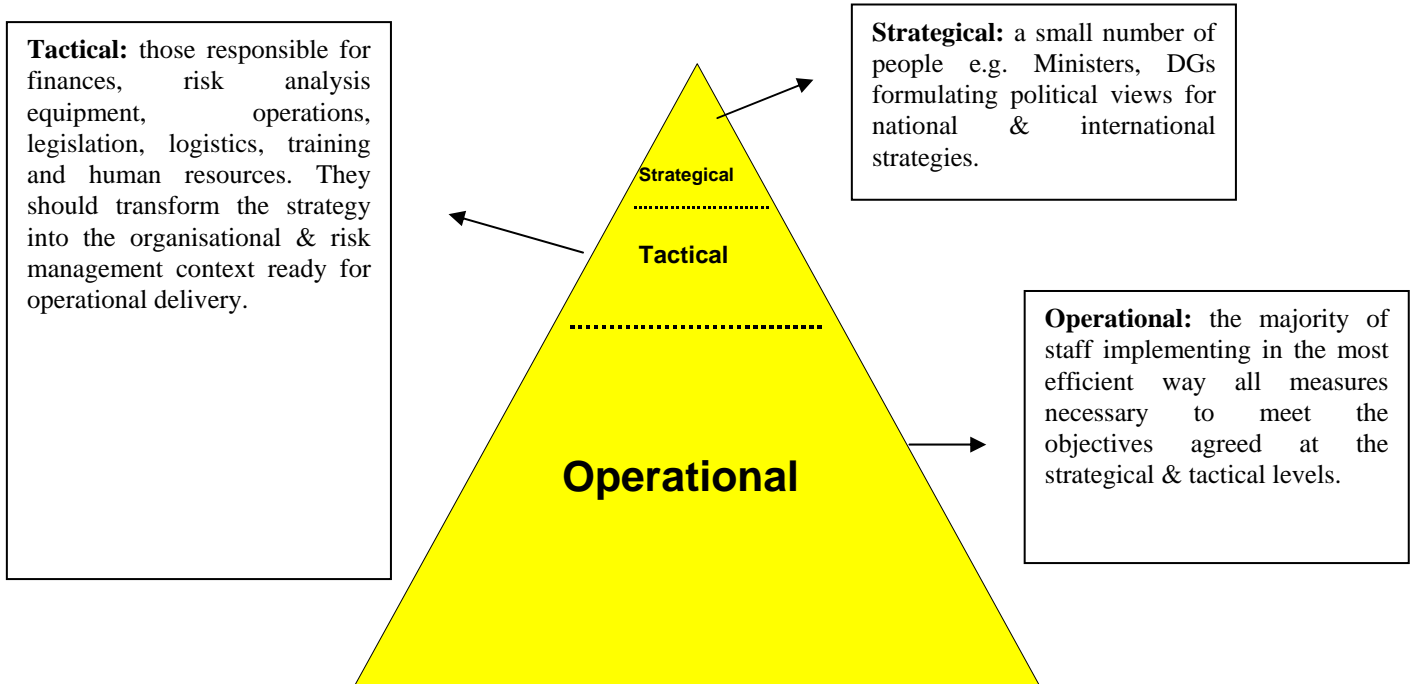 Tactical: those responsible for
finances, risk analysis
equipment, operations,
legislation, logistics, training
and human resources. They
should transform the strategy
into the organisational & risk
management context ready for
operational delivery.
Strategical: a small number of
people e.g. Ministers, DGs
formulating political views for
national & international
strategies.
Strategical
Tactical
Operational
Operational: the majority of
staff implementing in the most
efficient way all measures
necessary to meet the
objectives agreed at the
strategical & tactical levels.